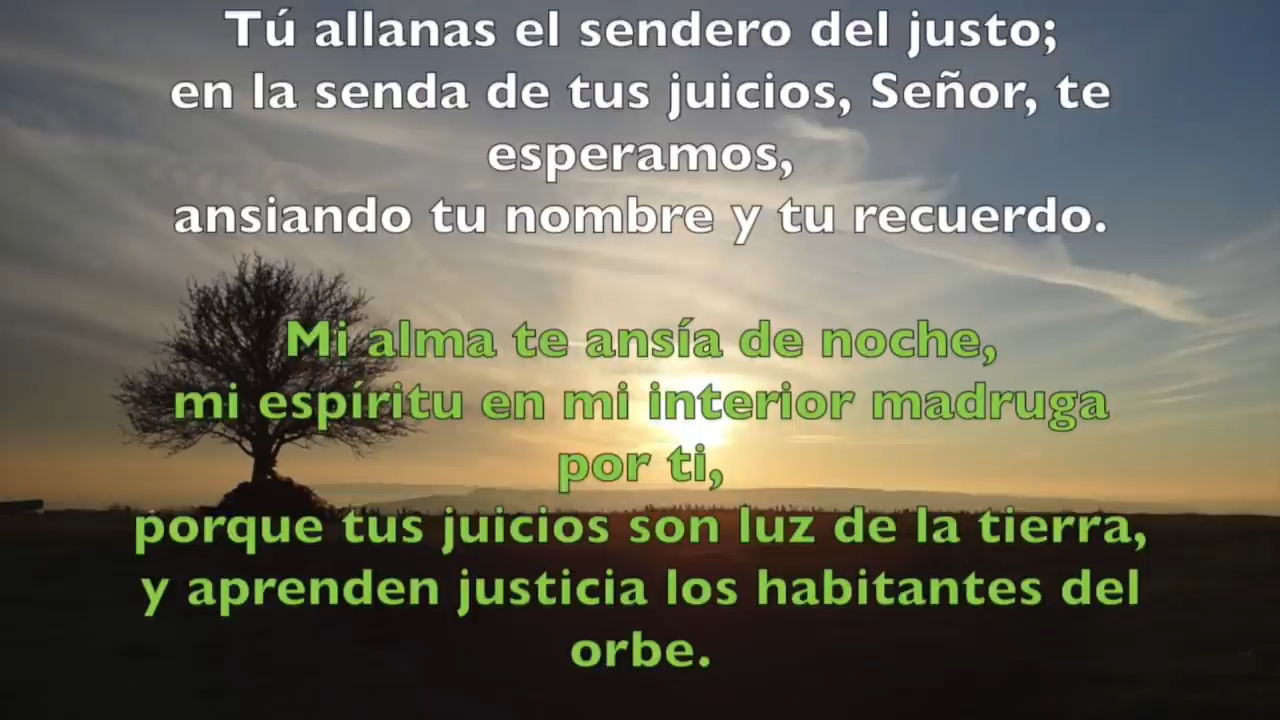 Tú allanas el sendero del justo;
en la senda de tus juicios, Señor, te
esperamos,
ansiando tu nombre y tu recuerdo.
Mi alma te ansía de noche,
mi espíritu en mi interior madruga
por ti,
porque tus juicios son luz de la tierra,
y aprenden justicia los habitantes del
orbe.